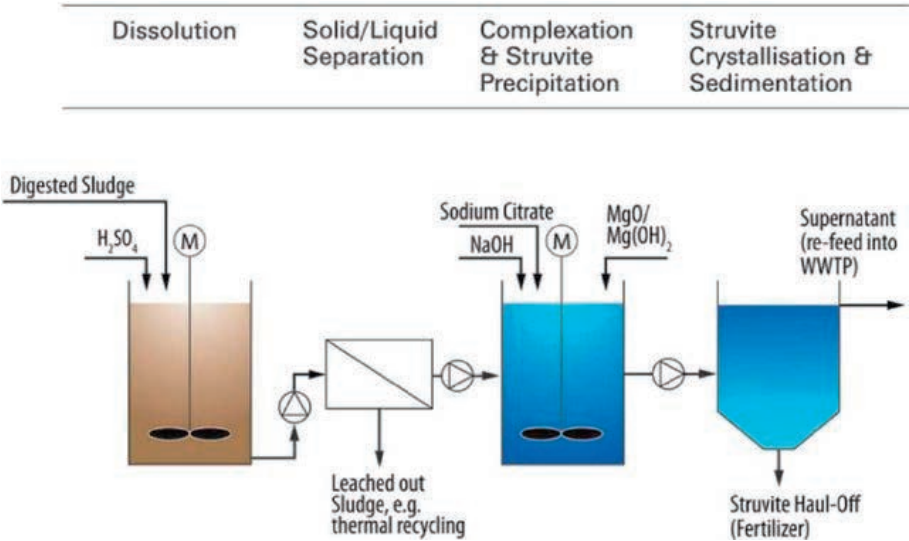 Dissolution
Solid/Liquid
Separation
Complexation
& Struvite
Precipitation
Struvite
Crystallisation &
Sedimentation
Digested Sludge
H₂SO₄
M
Sodium Citrate
NaOH
M
MgO/
Mg(OH)₂
Supernatant
(re-feed into
WWTP)
Leached out
Sludge, e.g.
thermal recycling
Struvite Haul-Off
(Fertilizer)